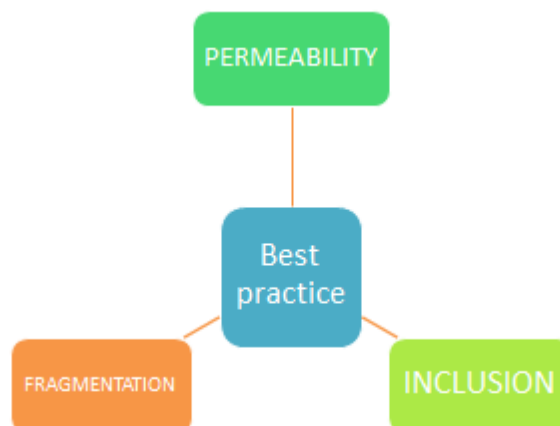 PERMEABILITY
Best
practice
FRAGMENTATION
INCLUSION